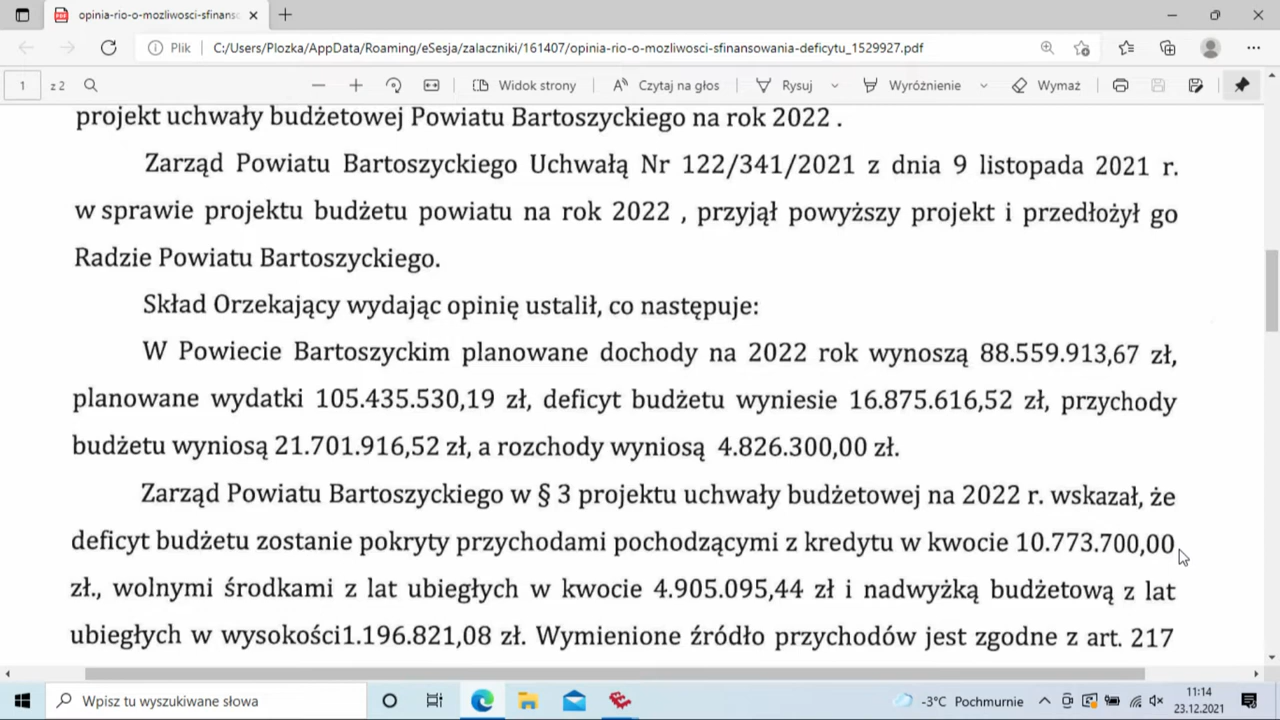 opinia-rio-o-mozliwosci-sfinansc
Plik
C:/Users/Plozka/AppData/Roaming/eSesja/zalaczniki/161407/opinia-rio-o-mozliwosci-sfinansowania-deficytu_1529927.pdf
1 z 2 Widok strony Czytaj na głos Rysuj Wyróżnienie Wymaż
projekt uchwały budżetowej Powiatu Bartoszyckiego na rok 2022 .
Zarząd Powiatu Bartoszyckiego Uchwałą Nr 122/341/2021 z dnia 9 listopada 2021 r.
w sprawie projektu budżetu powiatu na rok 2022 , przyjął powyższy projekt i przedłożył go
Radzie Powiatu Bartoszyckiego.
Skład Orzekający wydając opinię ustalił, co następuje:
W Powiecie Bartoszyckim planowane dochody na 2022 rok wynoszą 88.559.913,67 zł,
planowane wydatki 105.435.530,19 zł, deficyt budżetu wyniesie 16.875.616,52 zł, przychody
budżetu wyniosą 21.701.916,52 zł, a rozchody wyniosą 4.826.300,00 zł.
Zarząd Powiatu Bartoszyckiego w § 3 projektu uchwały budżetowej na 2022 r. wskazał, że
deficyt budżetu zostanie pokryty przychodami pochodzącymi z kredytu w kwocie 10.773.700,00
zł., wolnymi środkami z lat ubiegłych w kwocie 4.905.095,44 zł i nadwyżką budżetową z lat
ubiegłych w wysokości1.196.821,08 zł. Wymienione źródło przychodów jest zgodne z art. 217
Wpisz tu wyszukiwane słowa
-3°C Pochmurnie
11:14
23.12.2021